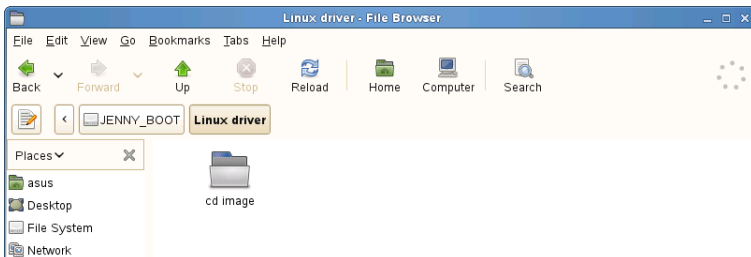 Linux driver - File Browser
File Edit View Go Bookmarks Tabs Help
Back Forward Up Stop Reload Home Computer Search
JENNY_BOOT Linux driver
Places
asus
Desktop
File System
Network
cd image